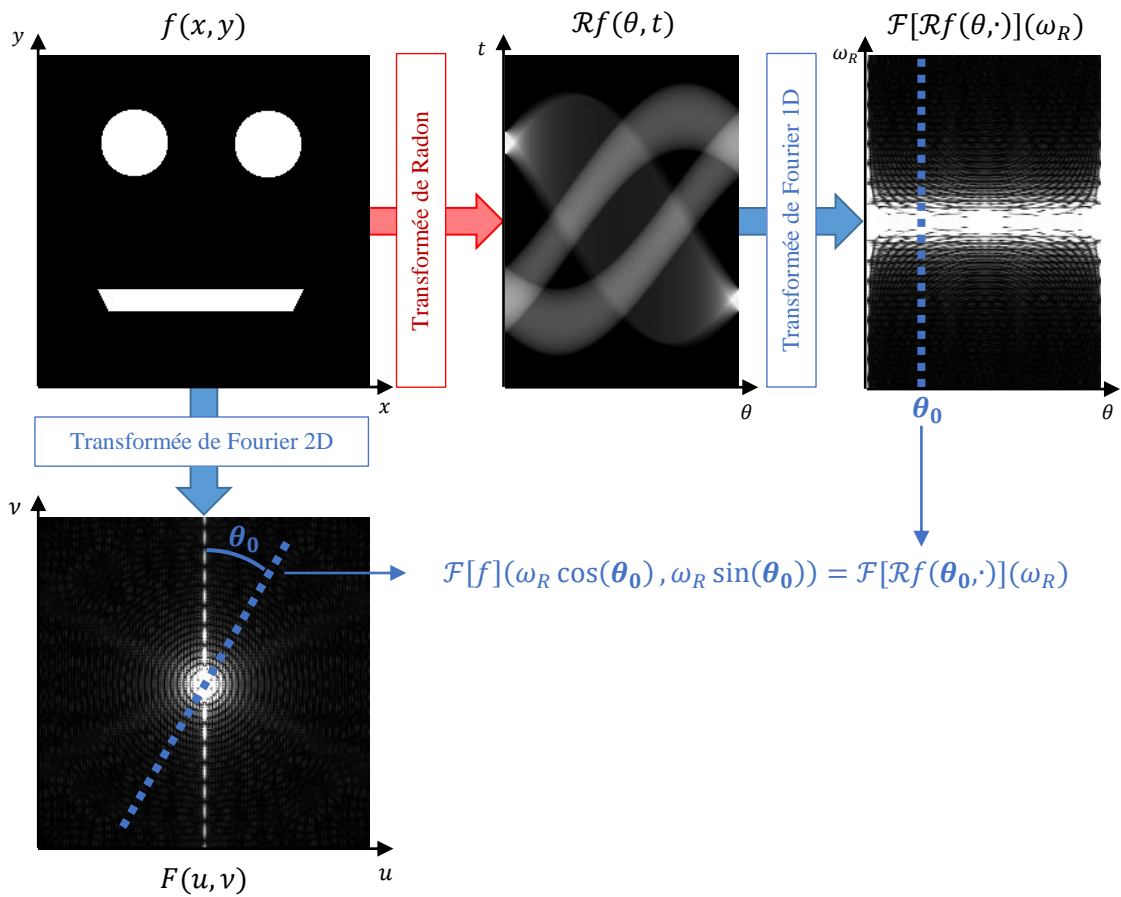 f(x, y)
ℛf(θ, t)
ℱ[ℛf(θ,·)](ω_R)
y
t
ω_R
Transformée de Radon
Transformée de Fourier 1D
x
θ
θ
θ₀
Transformée de Fourier 2D
ν
θ₀
ℱ[f](ω_R cos(θ₀) , ω_R sin(θ₀)) = ℱ[ℛf(θ₀,·)](ω_R)
u
F(u, ν)